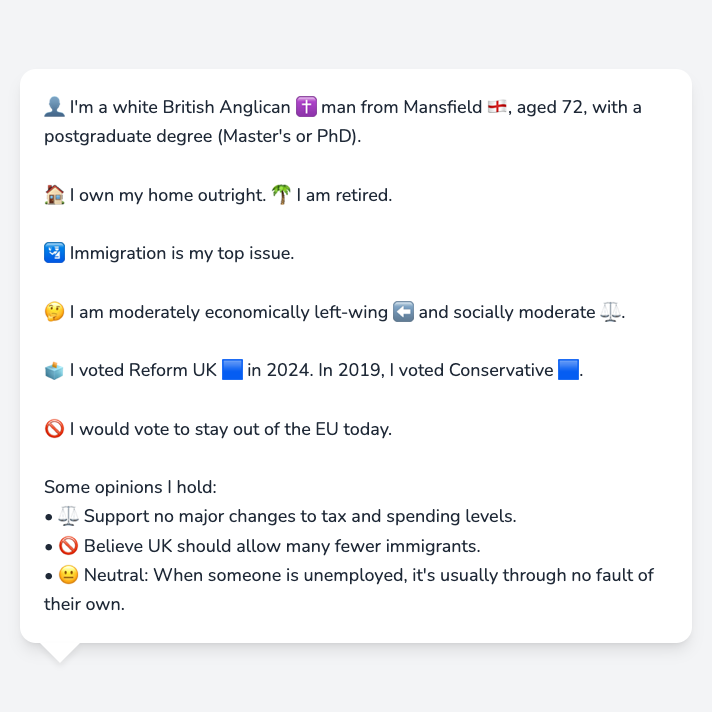 👤 I'm a white British Anglican ✝️ man from Mansfield 🏴󠁧󠁢󠁥󠁮󠁧󠁿, aged 72, with a
postgraduate degree (Master's or PhD).
🏠 I own my home outright. 🌴 I am retired.
🛂 Immigration is my top issue.
🤔 I am moderately economically left-wing ⬅️ and socially moderate ⚖️.
🗳️ I voted Reform UK 🟦 in 2024. In 2019, I voted Conservative 🟦.
🚫 I would vote to stay out of the EU today.
Some opinions I hold:
• ⚖️ Support no major changes to tax and spending levels.
• 🚫 Believe UK should allow many fewer immigrants.
• 😐 Neutral: When someone is unemployed, it's usually through no fault of
their own.